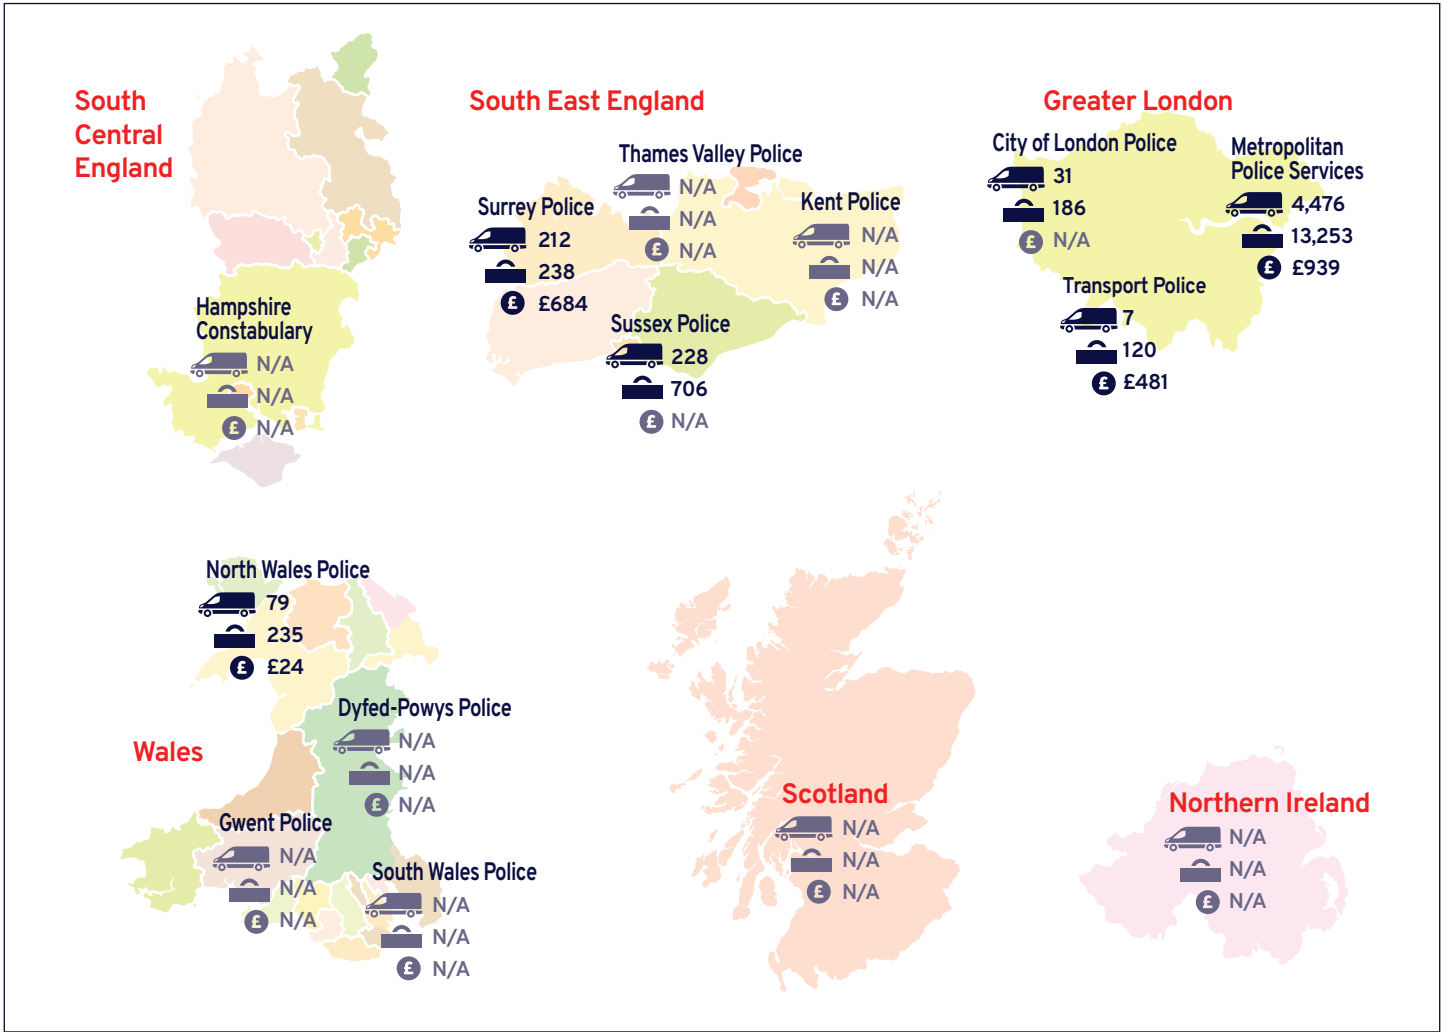 South
Central
England
Hampshire
Constabulary
N/A
N/A
£ N/A
South East England
Thames Valley Police
N/A
N/A
£ N/A
Surrey Police
212
238
£ £684
Kent Police
N/A
N/A
£ N/A
Sussex Police
228
706
£ N/A
Greater London
City of London Police
31
186
£ N/A
Metropolitan
Police Services
4,476
13,253
£ £939
Transport Police
7
120
£ £481
North Wales Police
79
235
£ £24
Dyfed-Powys Police
N/A
N/A
£ N/A
Wales
Gwent Police
N/A
N/A
£ N/A
South Wales Police
N/A
N/A
£ N/A
Scotland
N/A
N/A
£ N/A
Northern Ireland
N/A
N/A
£ N/A